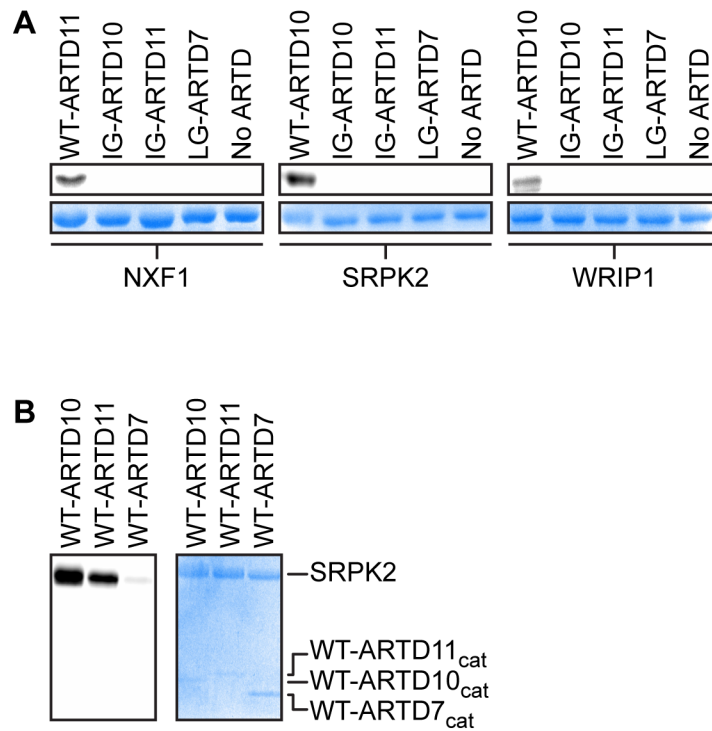 A
WT-ARTD11
IG-ARTD10
IG-ARTD11
LG-ARTD7
No ARTD
WT-ARTD10
IG-ARTD10
IG-ARTD11
LG-ARTD7
No ARTD
WT-ARTD10
IG-ARTD10
IG-ARTD11
LG-ARTD7
No ARTD
NXF1
SRPK2
WRIP1
B
WT-ARTD10
WT-ARTD11
WT-ARTD7
WT-ARTD10
WT-ARTD11
WT-ARTD7
SRPK2
WT-ARTD11cat
WT-ARTD10cat
WT-ARTD7cat